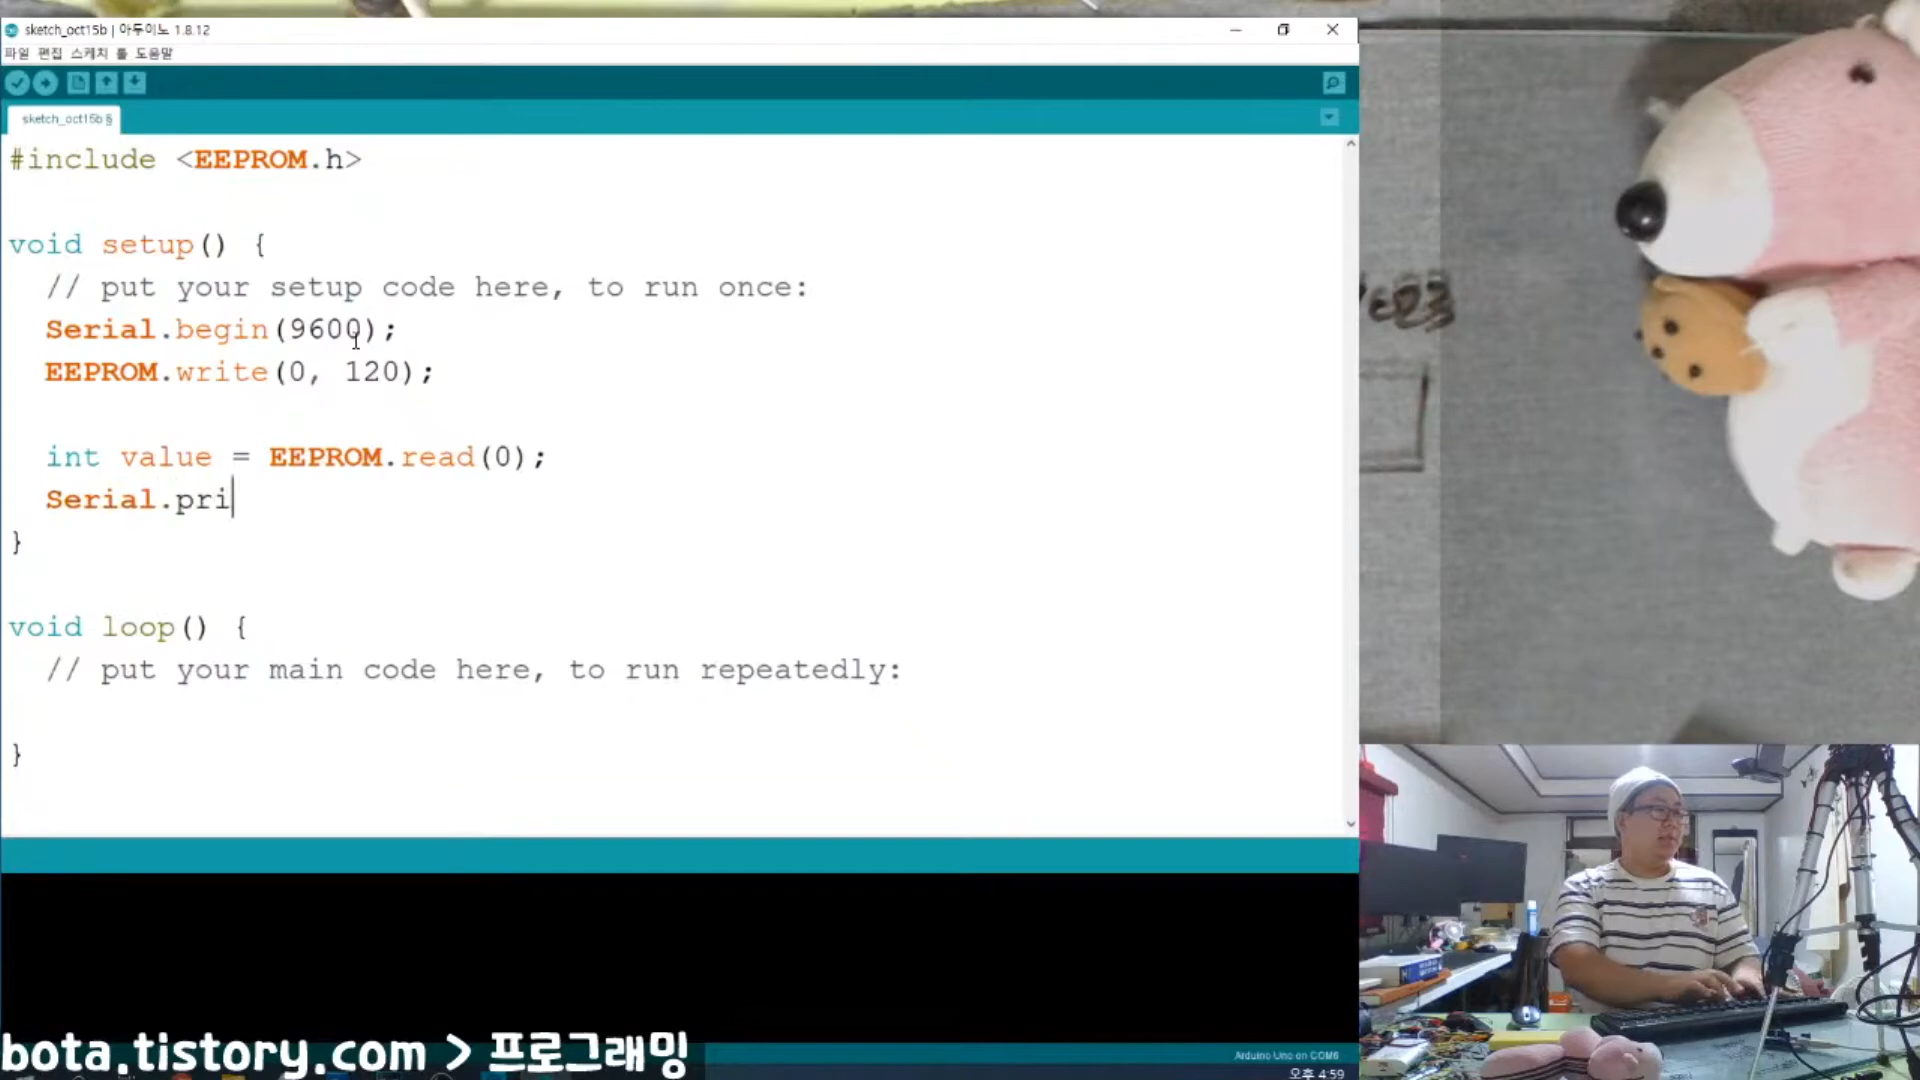 sketch_oct15b | 아두이노 1.8.12
파일 편집 스케치 툴 도움말
sketch_oct15b §
#include <EEPROM.h>
void setup() {
// put your setup code here, to run once:
Serial.begin(9600);
EEPROM.write(0, 120);
int value = EEPROM.read(0);
Serial.pri
}
void loop() {
// put your main code here, to run repeatedly:
}
bota.tistory.com > 프로그래밍
Arduino Uno on COM6
오후 4:59